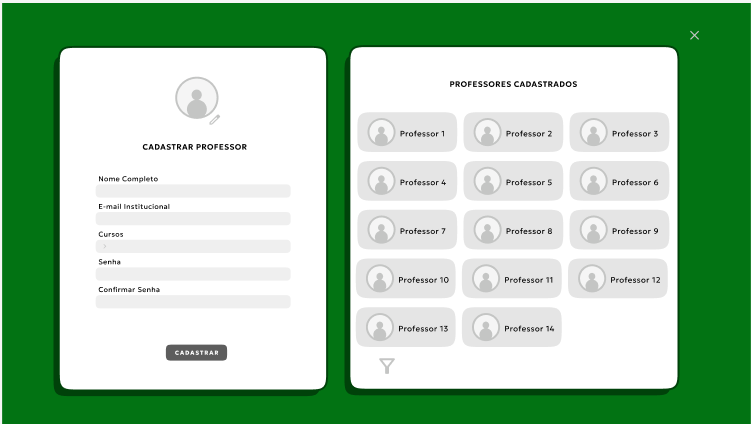 CADASTRAR PROFESSOR
Nome Completo
E-mail Institucional
Cursos
Senha
Confirmar Senha
CADASTRAR
PROFESSORES CADASTRADOS
Professor 1
Professor 2
Professor 3
Professor 4
Professor 5
Professor 6
Professor 7
Professor 8
Professor 9
Professor 10
Professor 11
Professor 12
Professor 13
Professor 14